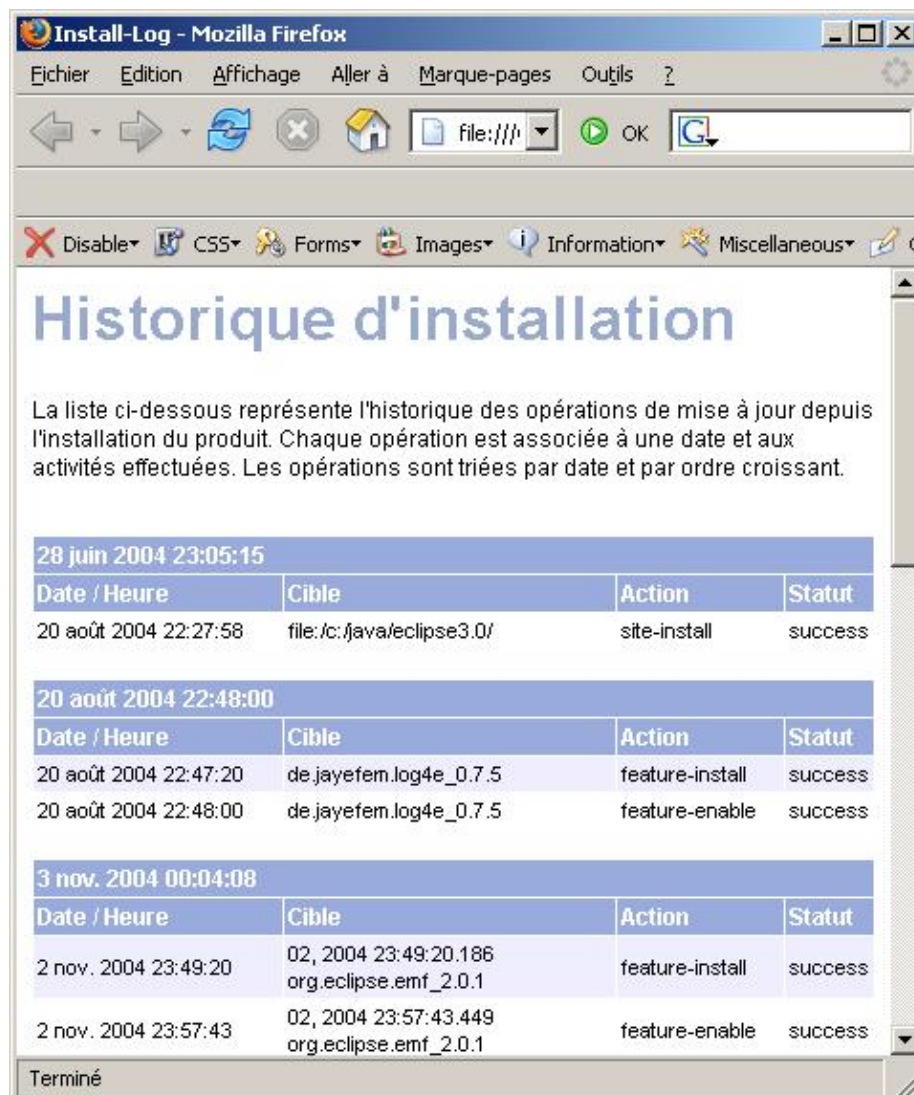 Install-Log - Mozilla Firefox
Fichier Edition Affichage Aller à Marque-pages Outils ?
file:/// OK G
Disable CSS Forms Images Information Miscellaneous
Historique d'installation
La liste ci-dessous représente l'historique des opérations de mise à jour depuis
l'installation du produit. Chaque opération est associée à une date et aux
activités effectuées. Les opérations sont triées par date et par ordre croissant.
28 juin 2004 23:05:15
Date / Heure Cible Action Statut
20 août 2004 22:27:58 file:/c:/java/eclipse3.0/ site-install success
20 août 2004 22:48:00
Date / Heure Cible Action Statut
20 août 2004 22:47:20 de.jayefem.log4e_0.7.5 feature-install success
20 août 2004 22:48:00 de.jayefem.log4e_0.7.5 feature-enable success
3 nov. 2004 00:04:08
Date / Heure Cible Action Statut
2 nov. 2004 23:49:20 02, 2004 23:49:20.186 org.eclipse.emf_2.0.1 feature-install success
2 nov. 2004 23:57:43 02, 2004 23:57:43.449 org.eclipse.emf_2.0.1 feature-enable success
Terminé